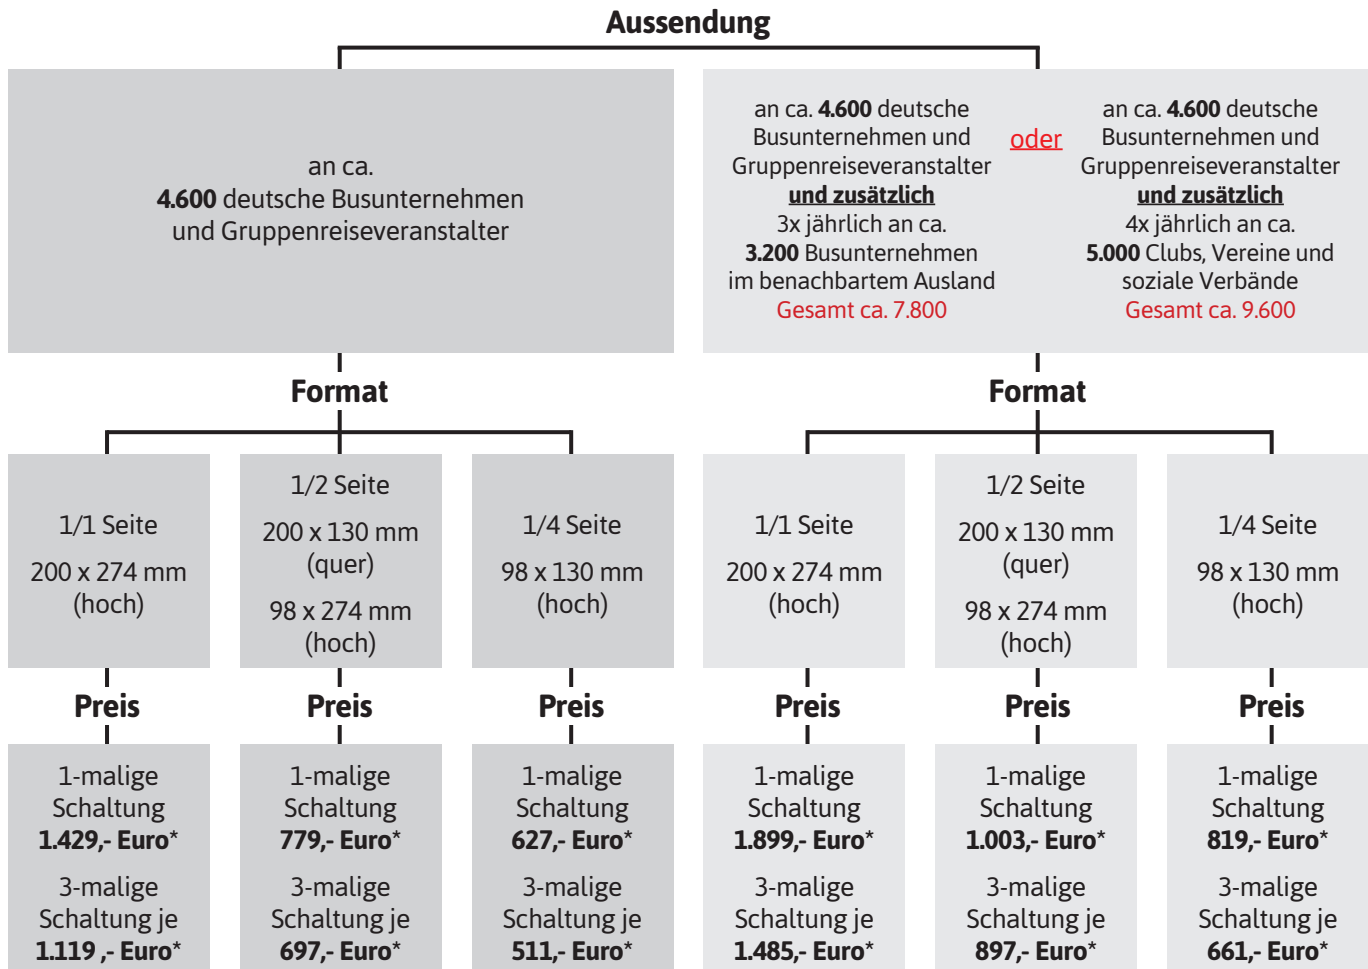 Aussendung
an ca.
4.600 deutsche Busunternehmen
und Gruppenreiseveranstalter
an ca. 4.600 deutsche
Busunternehmen und
Gruppenreiseveranstalter
und zusätzlich
3x jährlich an ca.
3.200 Busunternehmen
im benachbartem Ausland
Gesamt ca. 7.800
oder
an ca. 4.600 deutsche
Busunternehmen und
Gruppenreiseveranstalter
und zusätzlich
4x jährlich an ca.
5.000 Clubs, Vereine und
soziale Verbände
Gesamt ca. 9.600
Format
1/1 Seite
200 x 274 mm
(hoch)
1/2 Seite
200 x 130 mm
(quer)
98 x 274 mm
(hoch)
1/4 Seite
98 x 130 mm
(hoch)
Preis
1-malige
Schaltung
1.429,- Euro*
3-malige
Schaltung je
1.119 ,- Euro*
Preis
1-malige
Schaltung
779,- Euro*
3-malige
Schaltung je
697,- Euro*
Preis
1-malige
Schaltung
627,- Euro*
3-malige
Schaltung je
511,- Euro*
Format
1/1 Seite
200 x 274 mm
(hoch)
1/2 Seite
200 x 130 mm
(quer)
98 x 274 mm
(hoch)
1/4 Seite
98 x 130 mm
(hoch)
Preis
1-malige
Schaltung
1.899,- Euro*
3-malige
Schaltung je
1.485,- Euro*
Preis
1-malige
Schaltung
1.003,- Euro*
3-malige
Schaltung je
897,- Euro*
Preis
1-malige
Schaltung
819,- Euro*
3-malige
Schaltung je
661,- Euro*